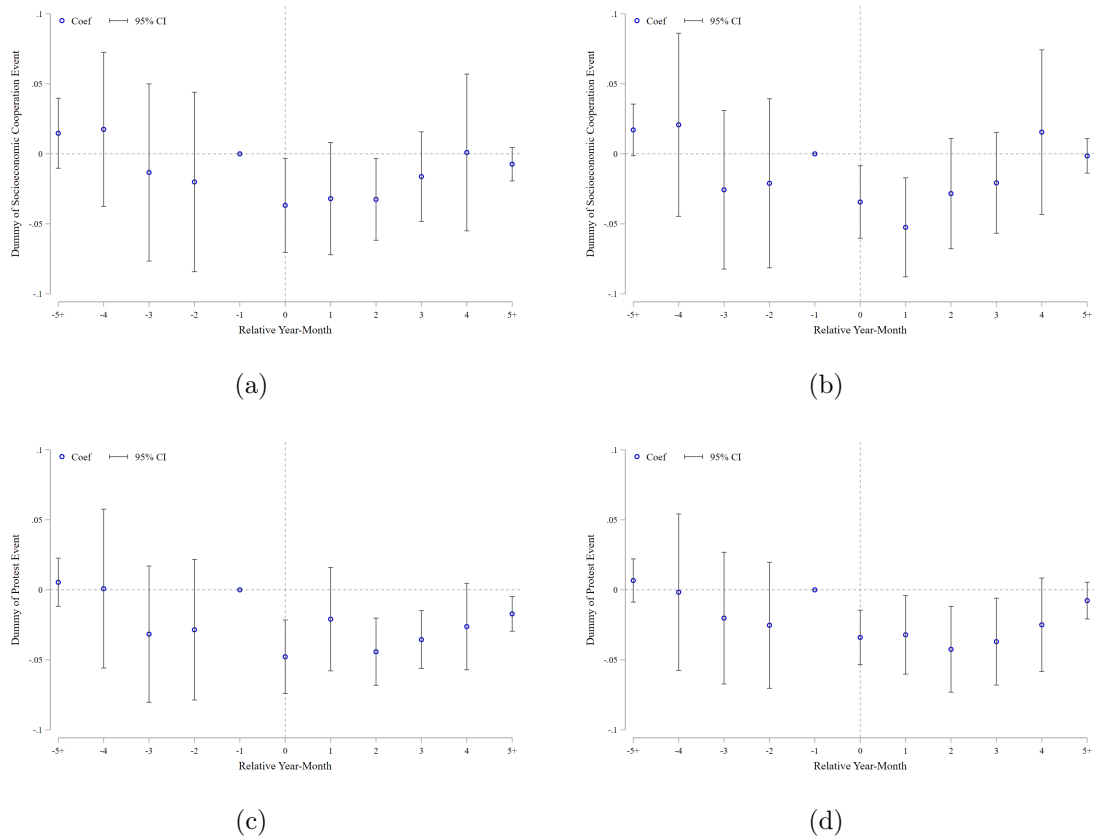 Coef 95% CI
Dummy of Socioeconomic Cooperation Event
.1
.05
0
-.05
-.1
-5+ -4 -3 -2 -1 0 1 2 3 4 5+
Relative Year-Month
(a)
Coef 95% CI
Dummy of Socioeconomic Cooperation Event
.1
.05
0
-.05
-.1
-5+ -4 -3 -2 -1 0 1 2 3 4 5+
Relative Year-Month
(b)
Coef 95% CI
Dummy of Protest Event
.1
.05
0
-.05
-.1
-5+ -4 -3 -2 -1 0 1 2 3 4 5+
Relative Year-Month
(c)
Coef 95% CI
Dummy of Protest Event
.1
.05
0
-.05
-.1
-5+ -4 -3 -2 -1 0 1 2 3 4 5+
Relative Year-Month
(d)